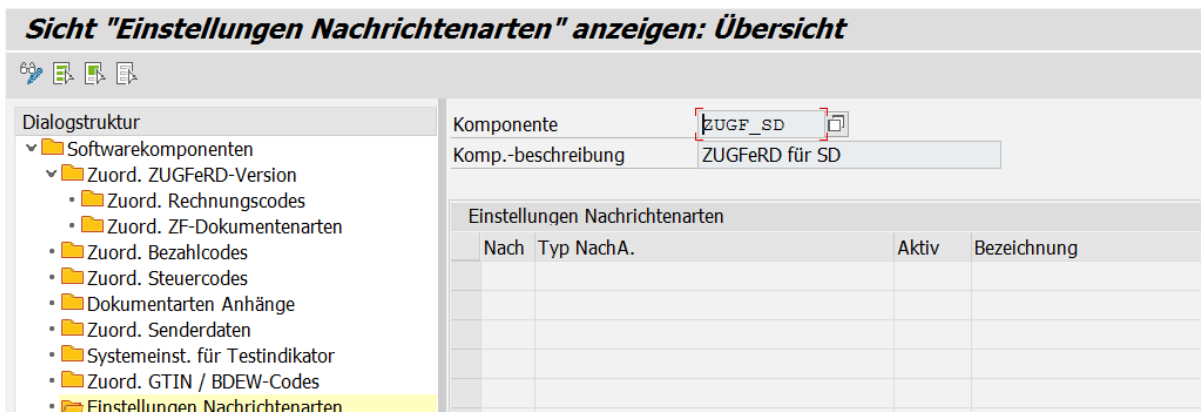 Sicht "Einstellungen Nachrichtenarten" anzeigen: Übersicht
Dialogstruktur
Softwarekomponenten
Zuord. ZUGFeRD-Version
Zuord. Rechnungscodes
Zuord. ZF-Dokumentenarten
Zuord. Bezahlcodes
Zuord. Steuercodes
Dokumentarten Anhänge
Zuord. Senderdaten
Systemeinst. für Testindikator
Zuord. GTIN / BDEW-Codes
Einstellungen Nachrichtenarten
Komponente ZUGF_SD
Komp.-beschreibung ZUGFeRD für SD
Einstellungen Nachrichtenarten
Nach Typ NachA. Aktiv Bezeichnung